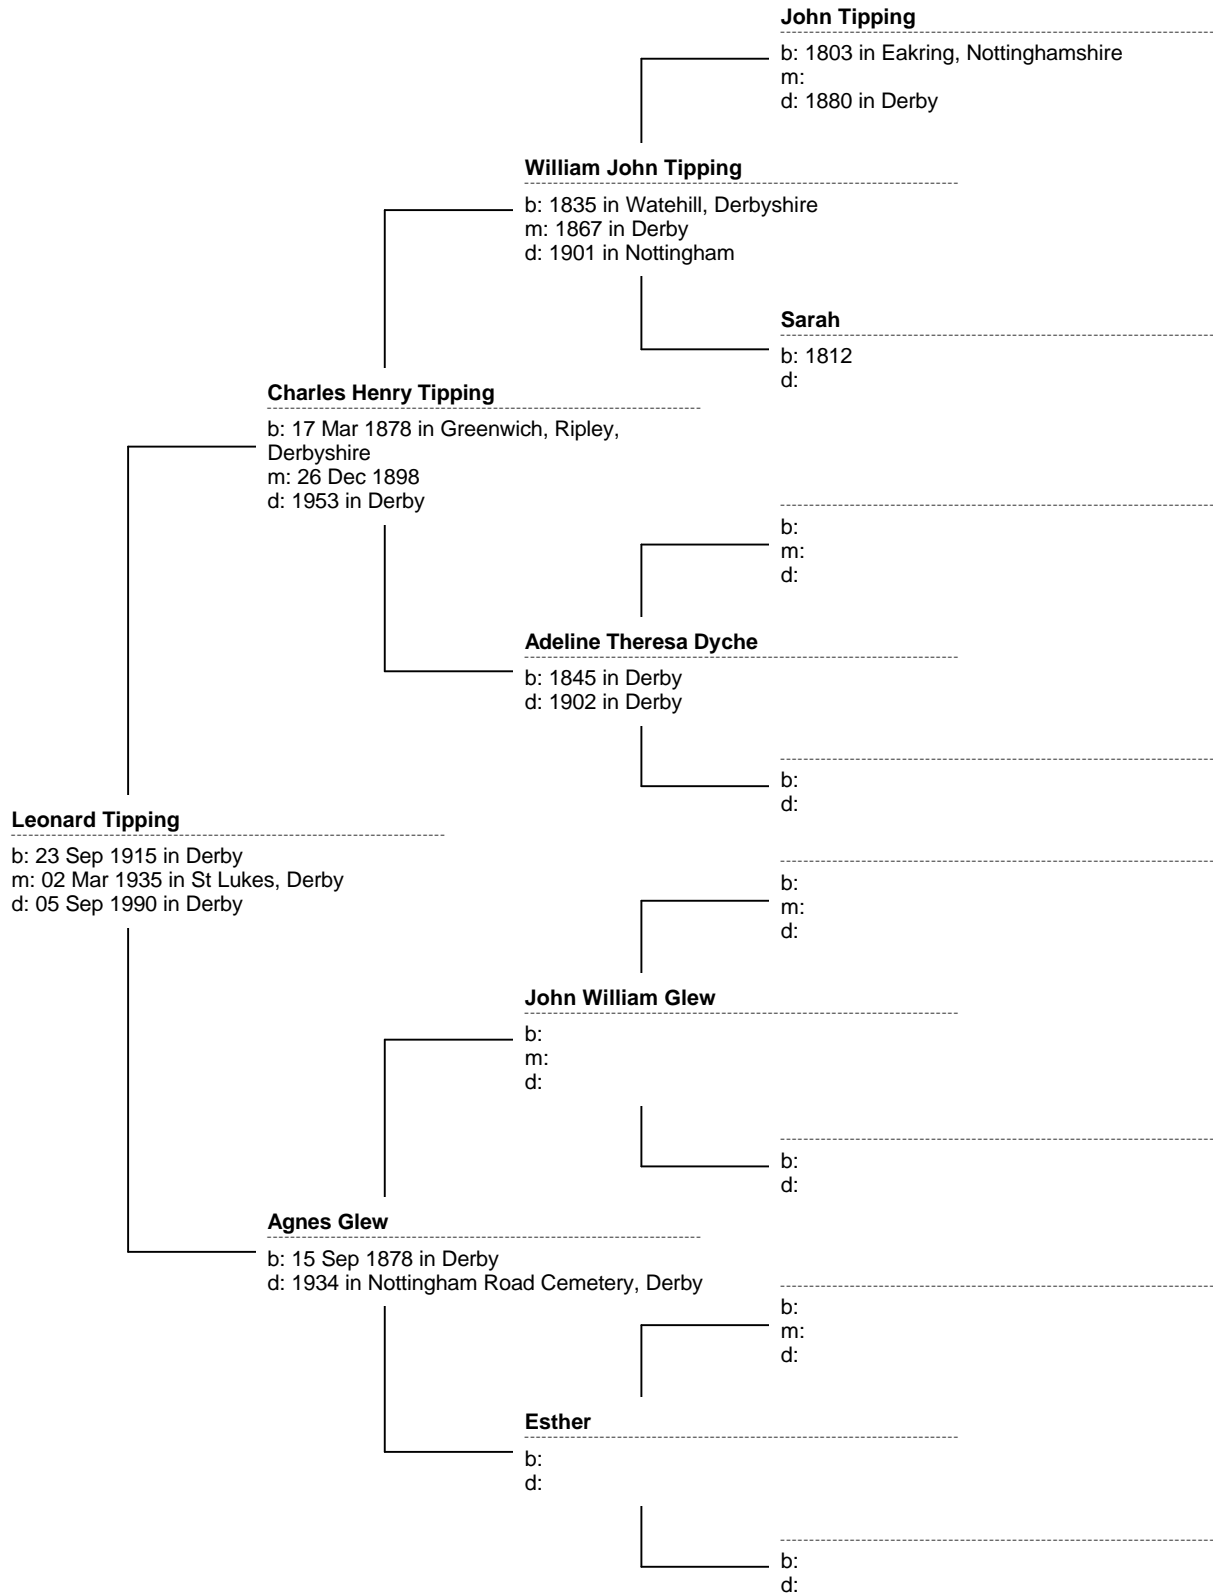 John Tipping
b: 1803 in Eakring, Nottinghamshire
m:
d: 1880 in Derby
William John Tipping
b: 1835 in Watehill, Derbyshire
m: 1867 in Derby
d: 1901 in Nottingham
Sarah
b: 1812
d:
Charles Henry Tipping
b: 17 Mar 1878 in Greenwich, Ripley,
Derbyshire
m: 26 Dec 1898
d: 1953 in Derby
b:
m:
d:
Adeline Theresa Dyche
b: 1845 in Derby
d: 1902 in Derby
b:
d:
Leonard Tipping
b: 23 Sep 1915 in Derby
m: 02 Mar 1935 in St Lukes, Derby
d: 05 Sep 1990 in Derby
b:
m:
d:
John William Glew
b:
m:
d:
b:
d:
Agnes Glew
b: 15 Sep 1878 in Derby
d: 1934 in Nottingham Road Cemetery, Derby
b:
m:
d:
Esther
b:
d:
b:
d: